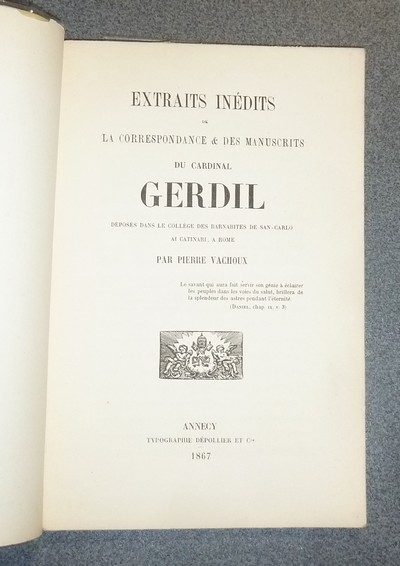 EXTRAITS INÉDITS
DE
LA CORRESPONDANCE & DES MANUSCRITS
DU CARDINAL
GERDIL
DÉPOSÉS DANS LE COLLÉGE DES BARNABITES DE SAN-CARLO
AI CATINARI, A ROME
PAR PIERRE VACHOUX
Le savant qui aura fait servir son génie à éclairer
les peuples dans les voies du salut, brillera de
la splendeur des astres pendant l'éternité
(DANIEL, chap. 12, v. 3)
ANNECY
TYPOGRAPHIE DÉPOLLIER ET Cie
1867